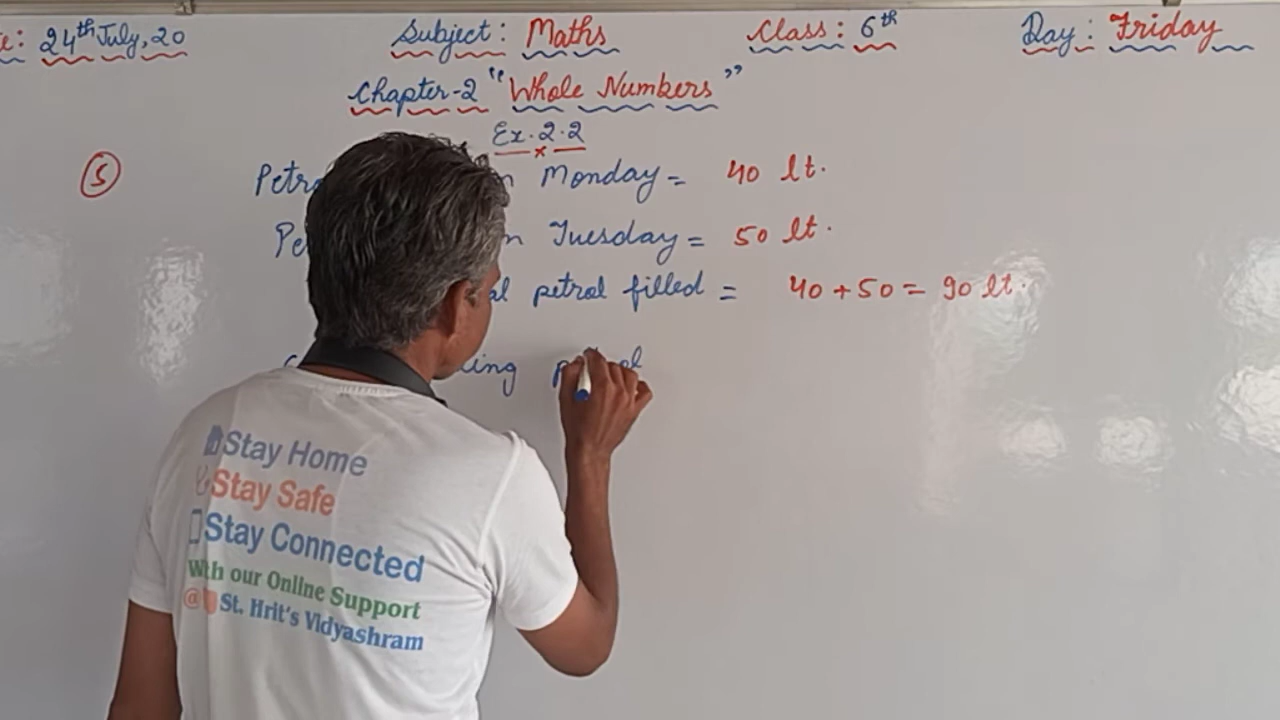 24th July, 20 Subject: Maths Class: 6th Day: Friday
Chapter-2 "Whole Numbers"
Ex. 2.2
5 Monday = 40 lt.
Tuesday = 50 lt.
petrol filled = 40 + 50 = 90 lt.
Stay Home
Stay Safe
Stay Connected
With our Online Support
@ St. Hrit's Vidyashram